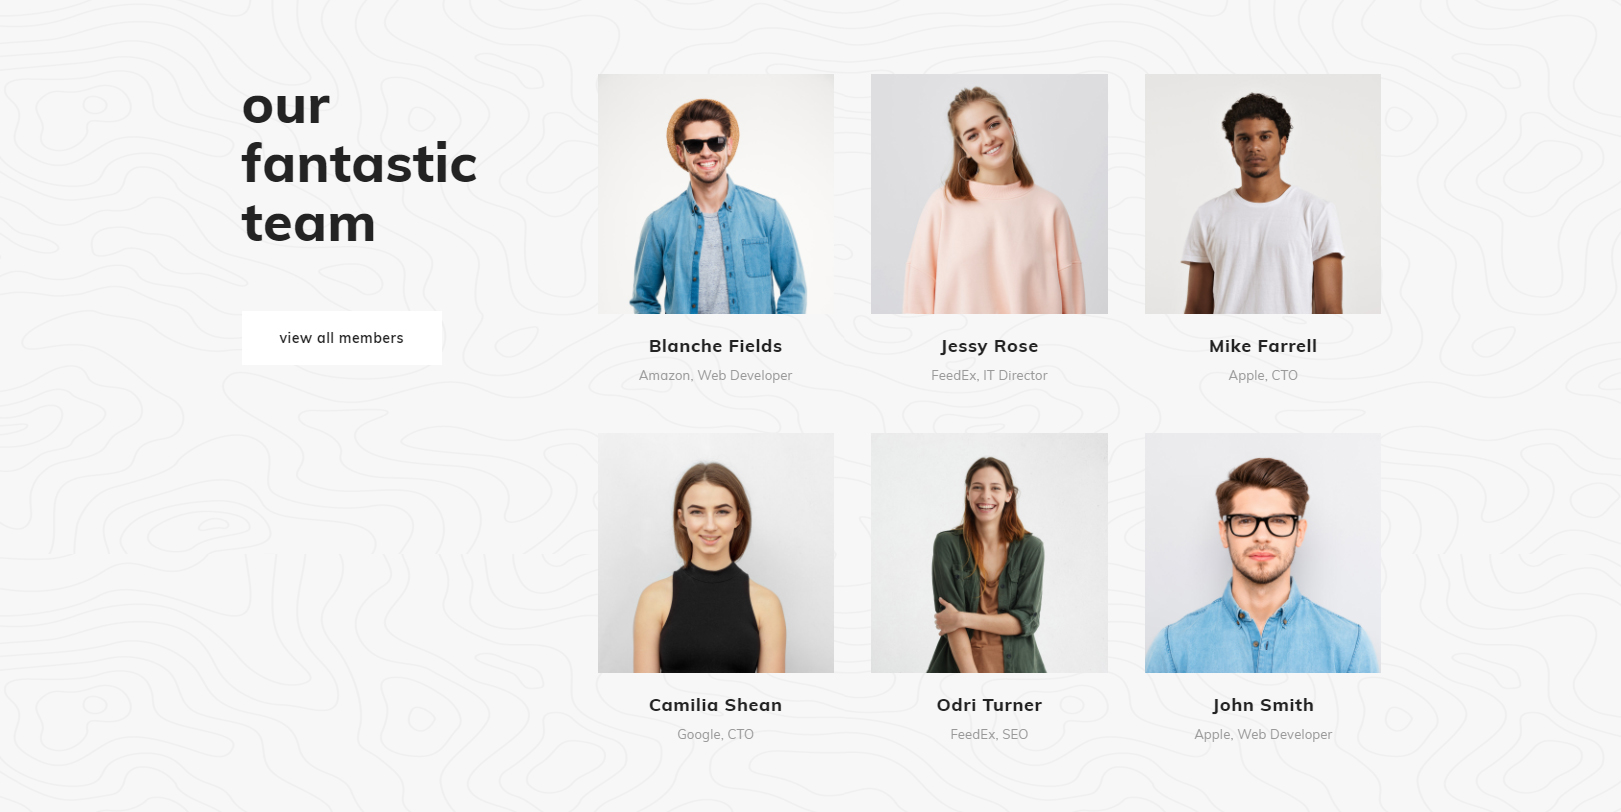 our
fantastic
team
view all members
Blanche Fields
Amazon, Web Developer
Jessy Rose
FeedEx, IT Director
Mike Farrell
Apple, CTO
Camilia Shean
Google, CTO
Odri Turner
FeedEx, SEO
John Smith
Apple, Web Developer